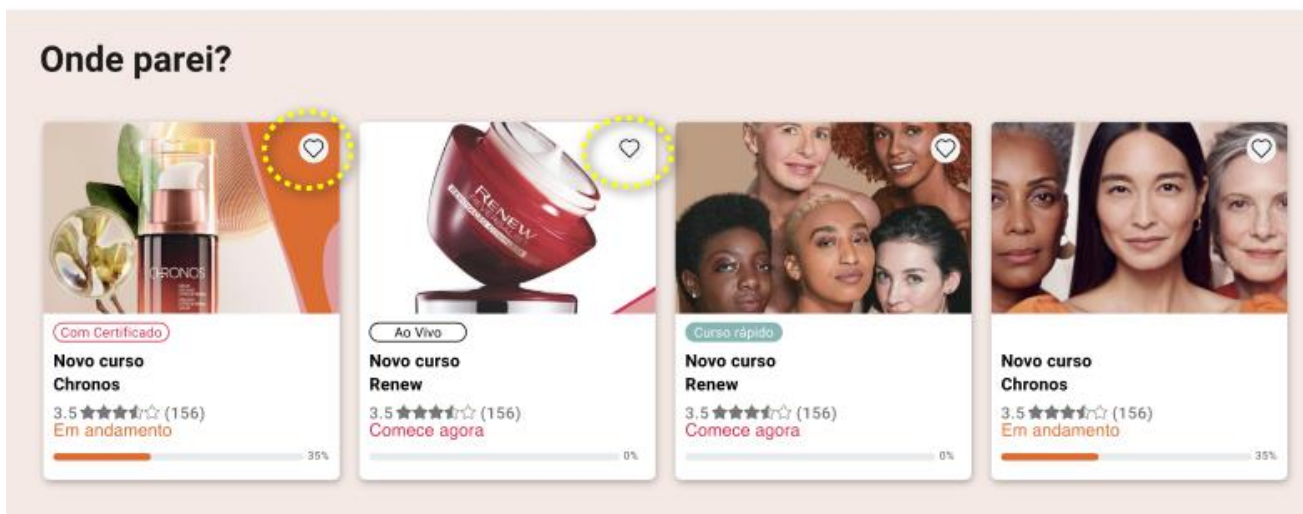 Onde parei?
CHRONOS
RENEW
Com Certificado
Novo curso
Chronos
3.5 ★★★⯪☆ (156)
Em andamento
35%
Ao Vivo
Novo curso
Renew
3.5 ★★★⯪☆ (156)
Comece agora
0%
Curso rápido
Novo curso
Renew
3.5 ★★★⯪☆ (156)
Comece agora
0%
Novo curso
Chronos
3.5 ★★★⯪☆ (156)
Em andamento
35%